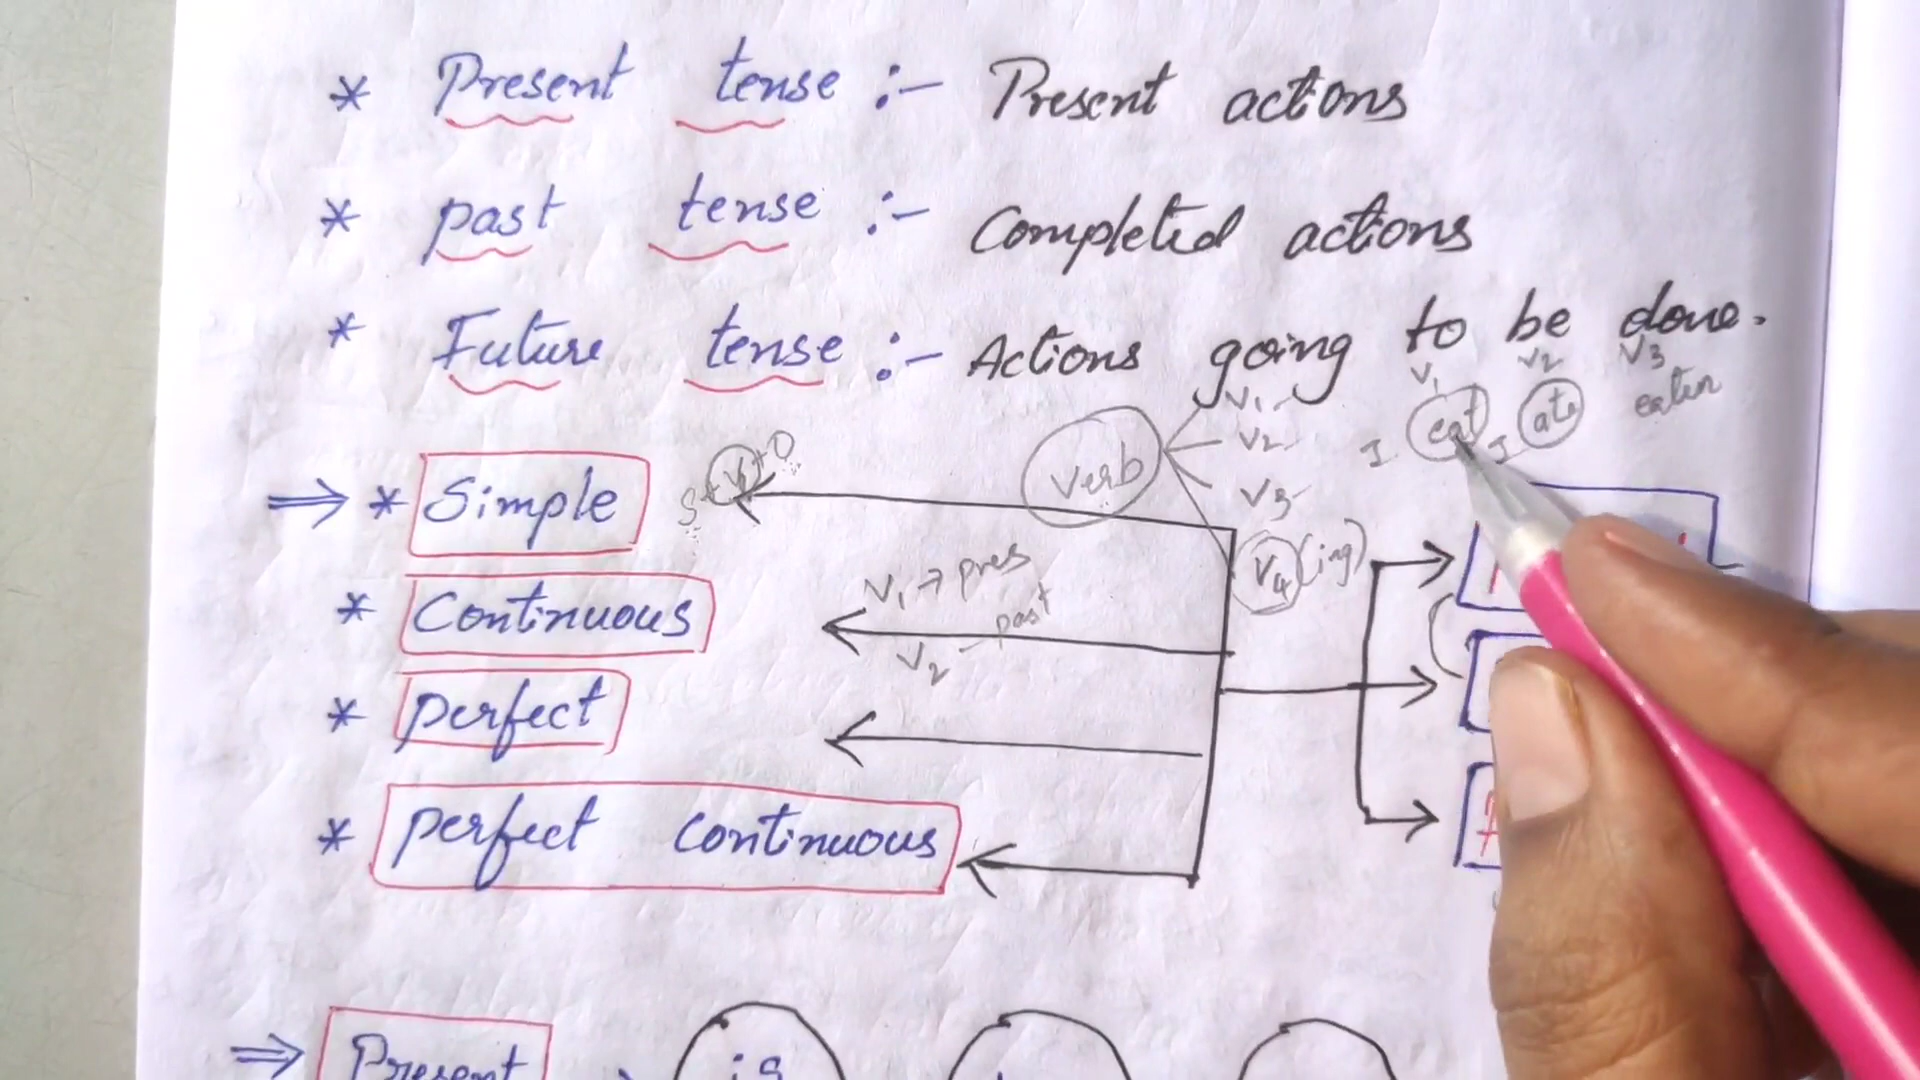 * Present tense :- Present actions
* past tense :- Completed actions
* Future tense :- Actions going to be done.
V1 V2 V3
I eat I ate eaten
verb V1 V2 V3 V4 (ing)
⇒ * Simple S+V+O
* Continuous V1 → pres
V2 - past
* perfect
* perfect continuous
⇒ Present is